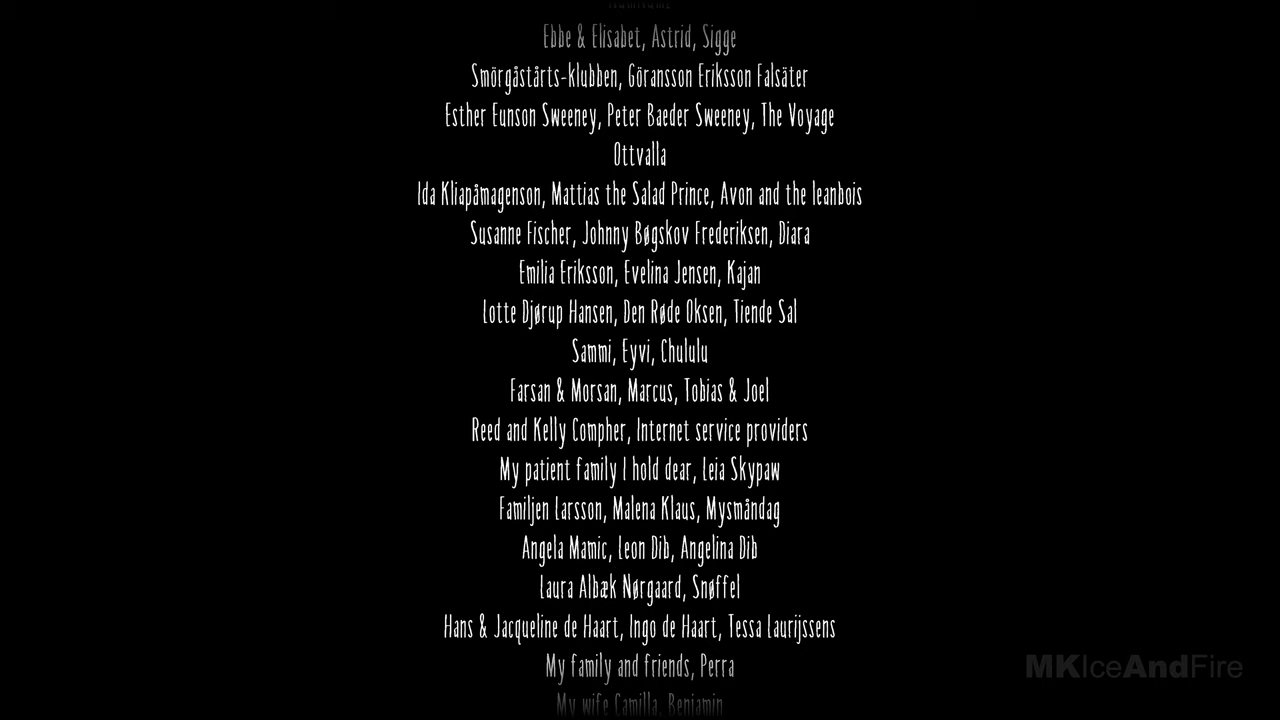 Ebbe & Elisabet, Astrid, Sigge
Smörgåstårts-klubben, Göransson Eriksson Falsäter
Esther Eunson Sweeney, Peter Baeder Sweeney, The Voyage
Ottvalla
Ida Kliapåmagenson, Mattias the Salad Prince, Avon and the leanbois
Susanne Fischer, Johnny Bøgskov Frederiksen, Diara
Emilia Eriksson, Evelina Jensen, Kajan
Lotte Djørup Hansen, Den Røde Oksen, Tiende Sal
Sammi, Eyvi, Chululu
Farsan & Morsan, Marcus, Tobias & Joel
Reed and Kelly Compher, Internet service providers
My patient family I hold dear, Leia Skypaw
Familjen Larsson, Malena Klaus, Mysmåndag
Angela Mamic, Leon Dib, Angelina Dib
Laura Albæk Nørgaard, Snøffel
Hans & Jacqueline de Haart, Ingo de Haart, Tessa Laurijssens
My family and friends, Perra
My wife Camilla, Benjamin
MKIceAndFire